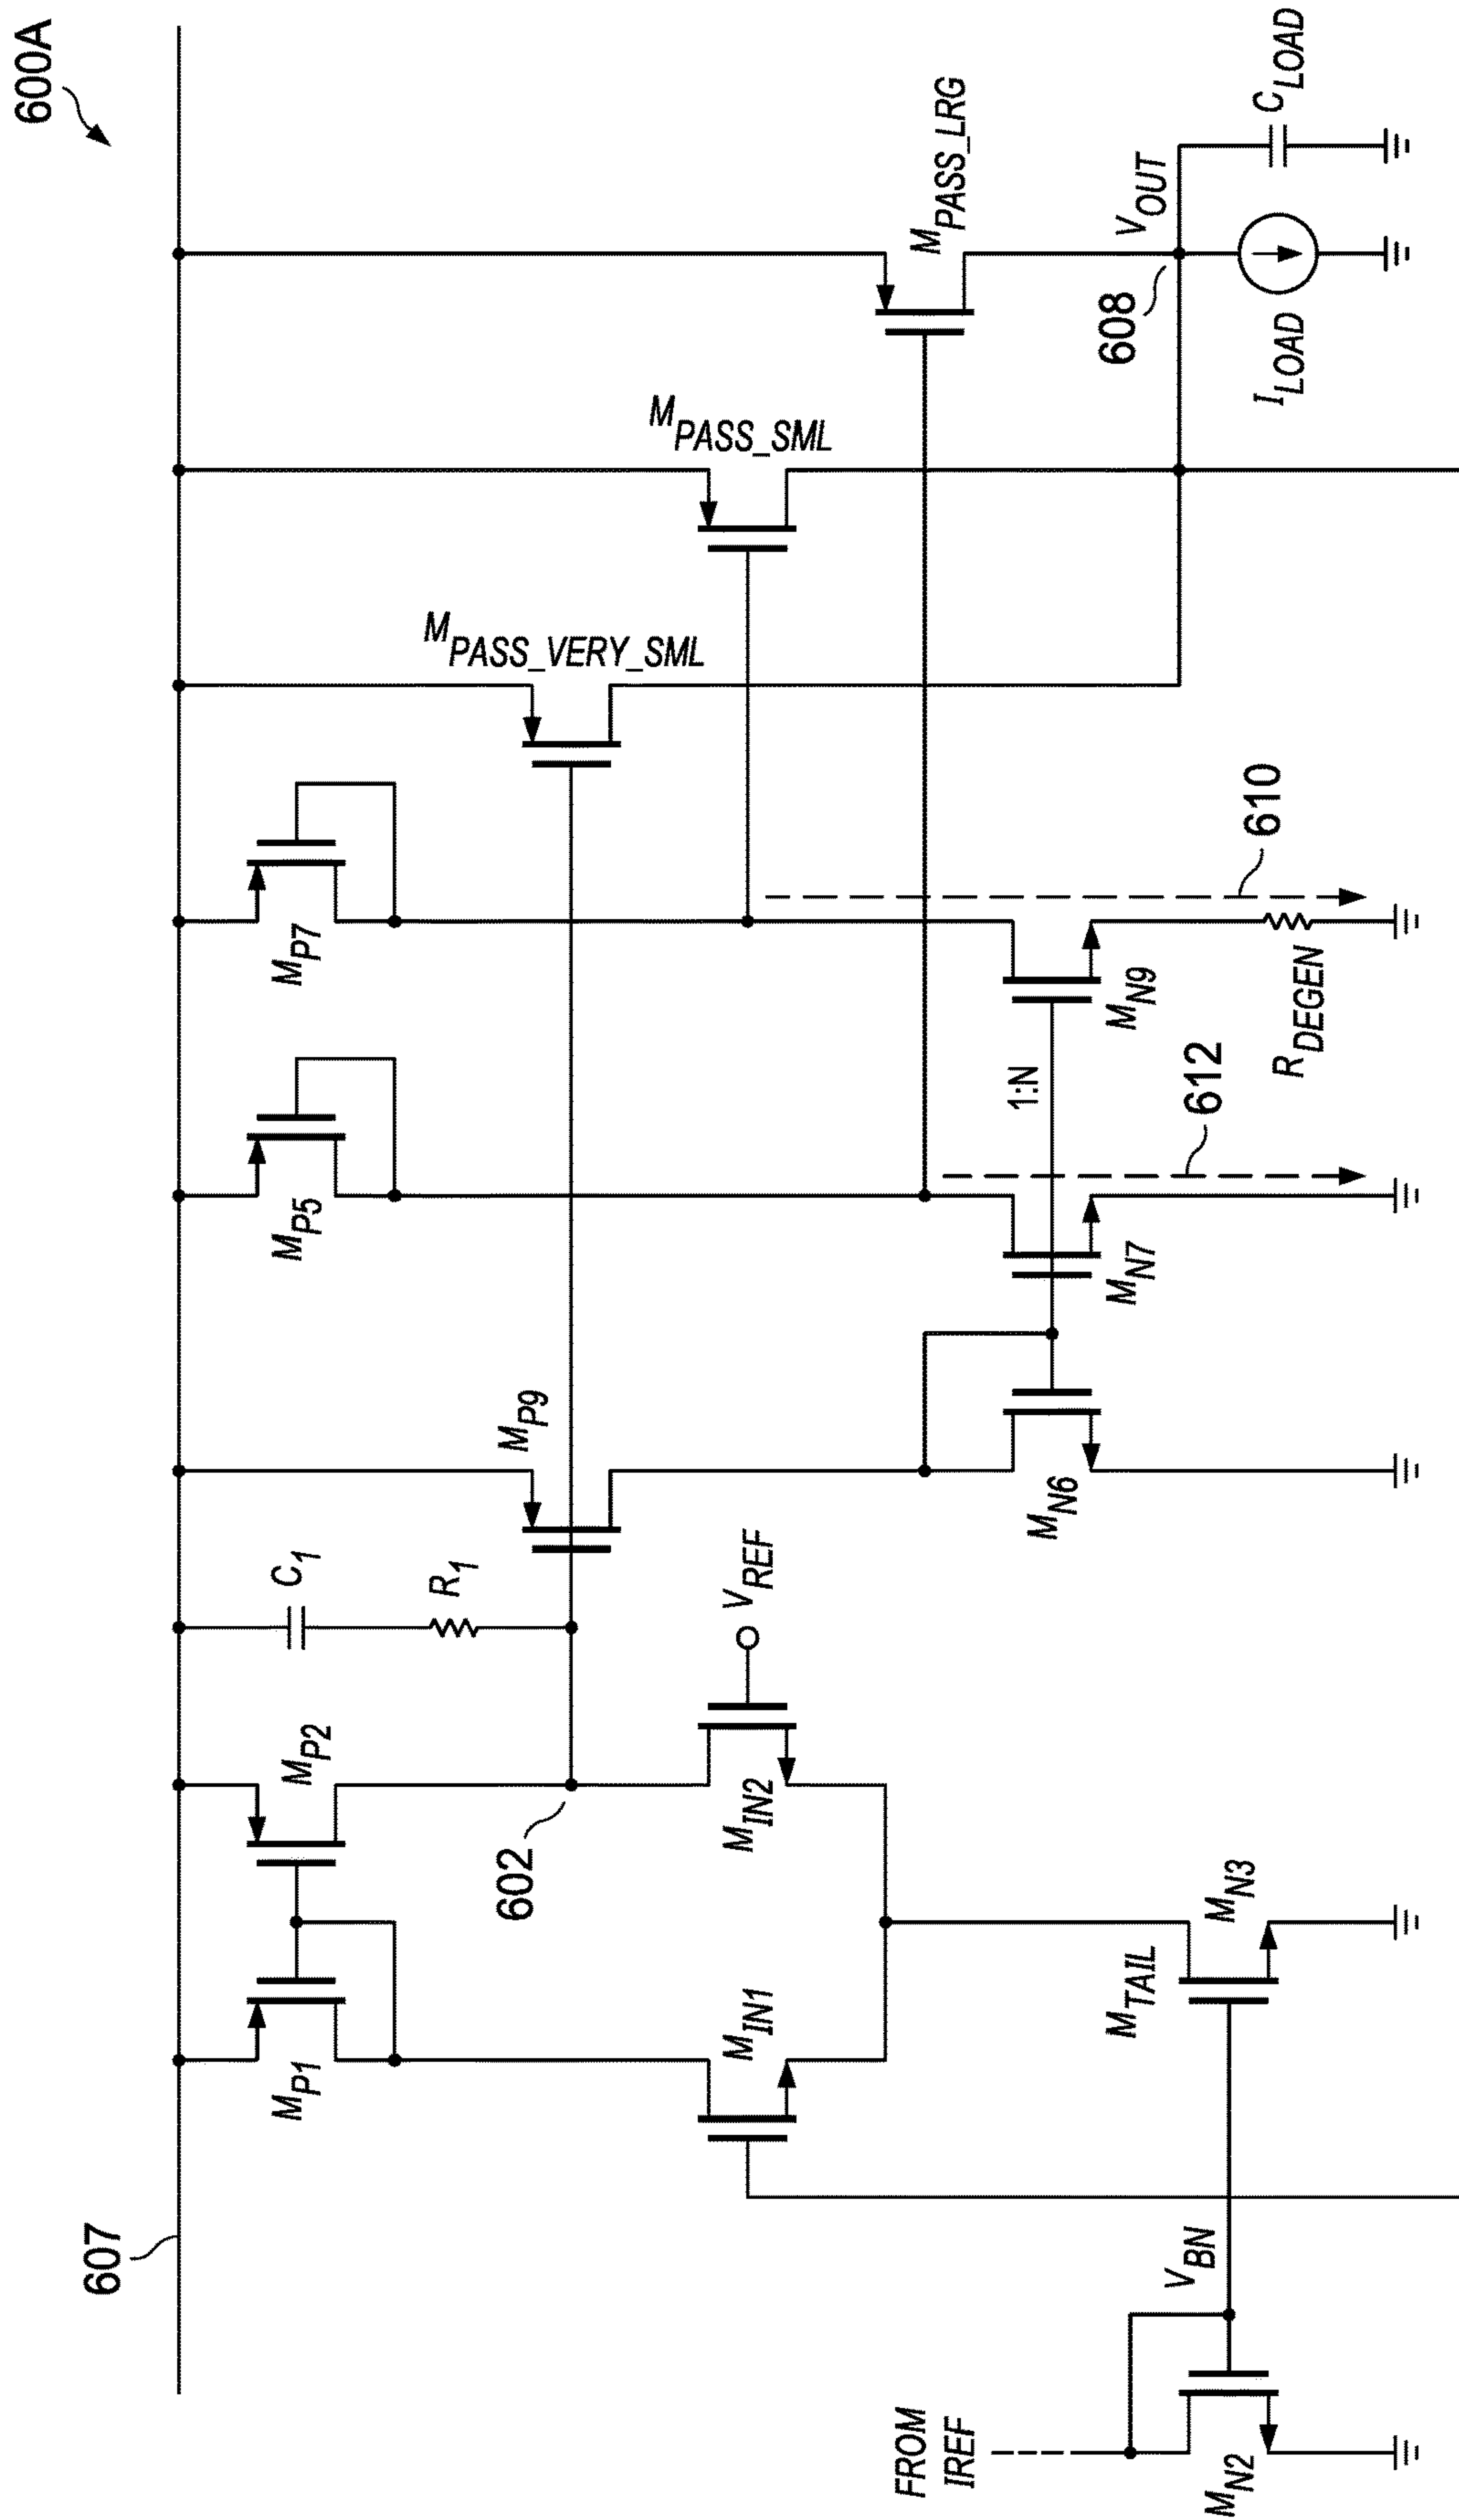 600A
607
M_P1
M_P2
C_1
R_1
M_P5
M_P7
602
M_P9
M_PASS_VERY_SML
M_PASS_SML
M_PASS_LRG
M_IN1
M_IN2
V_REF
FROM
IREF
M_N2
V_BN
M_TAIL
M_N3
M_N6
M_N7
1:N
M_N9
612
R_DEGEN
610
608
V_OUT
I_LOAD
C_LOAD